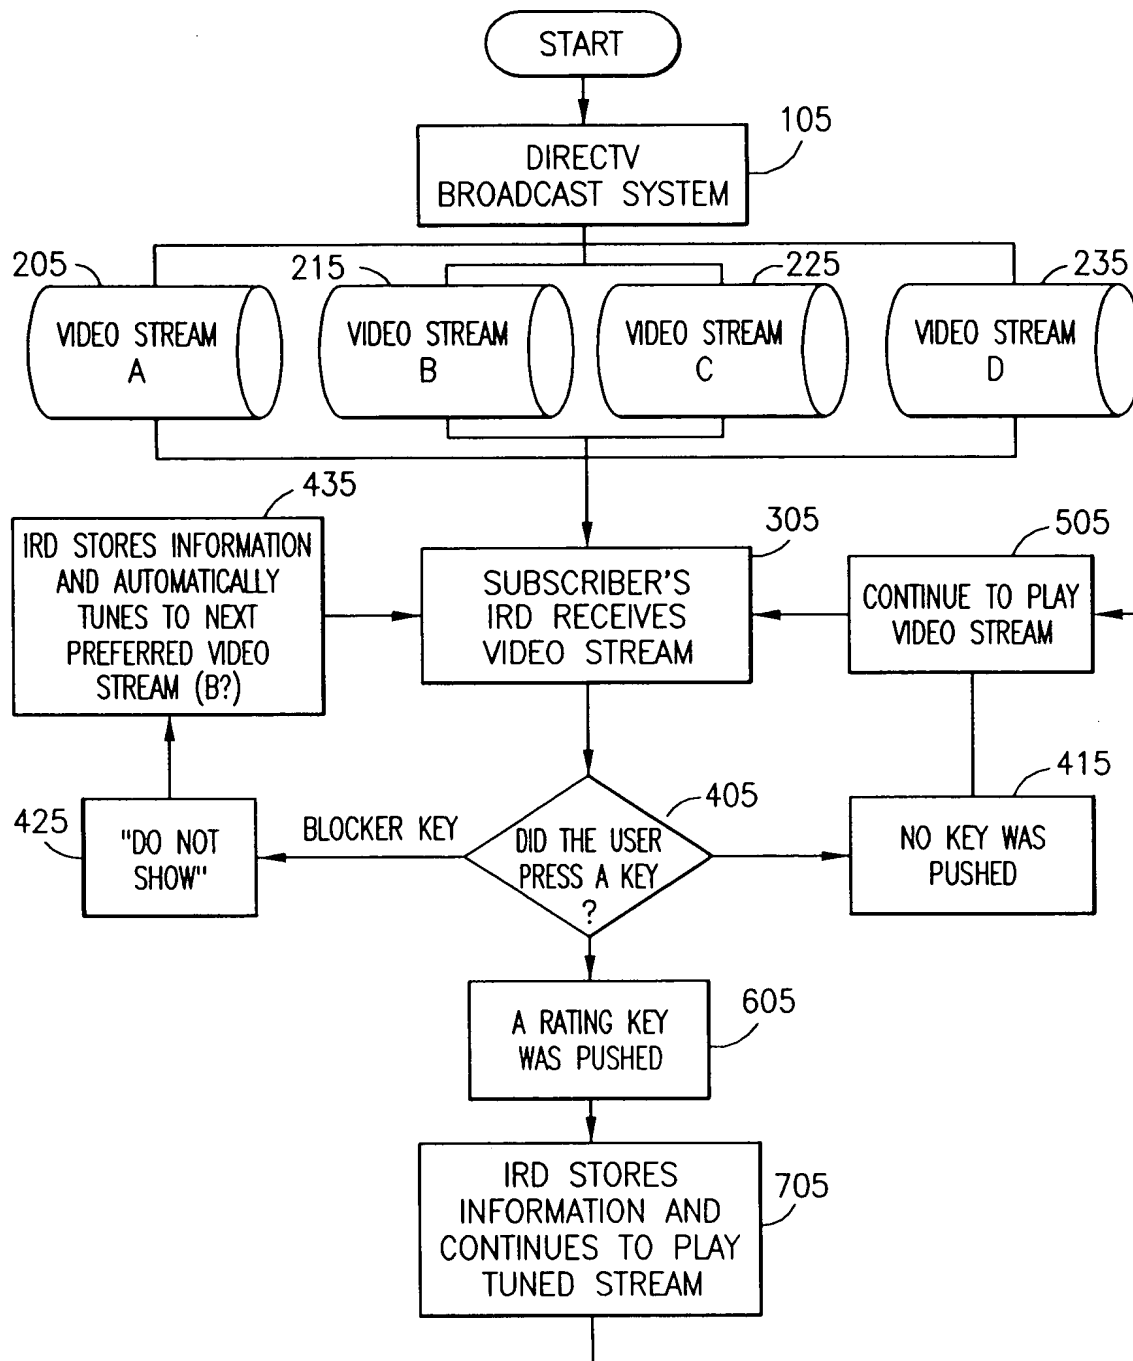 START
105
DIRECTV
BROADCAST SYSTEM
205
215
225
235
VIDEO STREAM
A
VIDEO STREAM
B
VIDEO STREAM
C
VIDEO STREAM
D
435
IRD STORES INFORMATION
AND AUTOMATICALLY
TUNES TO NEXT
PREFERRED VIDEO
STREAM (B?)
305
SUBSCRIBER'S
IRD RECEIVES
VIDEO STREAM
505
CONTINUE TO PLAY
VIDEO STREAM
425
"DO NOT
SHOW"
BLOCKER KEY
405
DID THE USER
PRESS A KEY
?
415
NO KEY WAS
PUSHED
605
A RATING KEY
WAS PUSHED
705
IRD STORES
INFORMATION AND
CONTINUES TO PLAY
TUNED STREAM